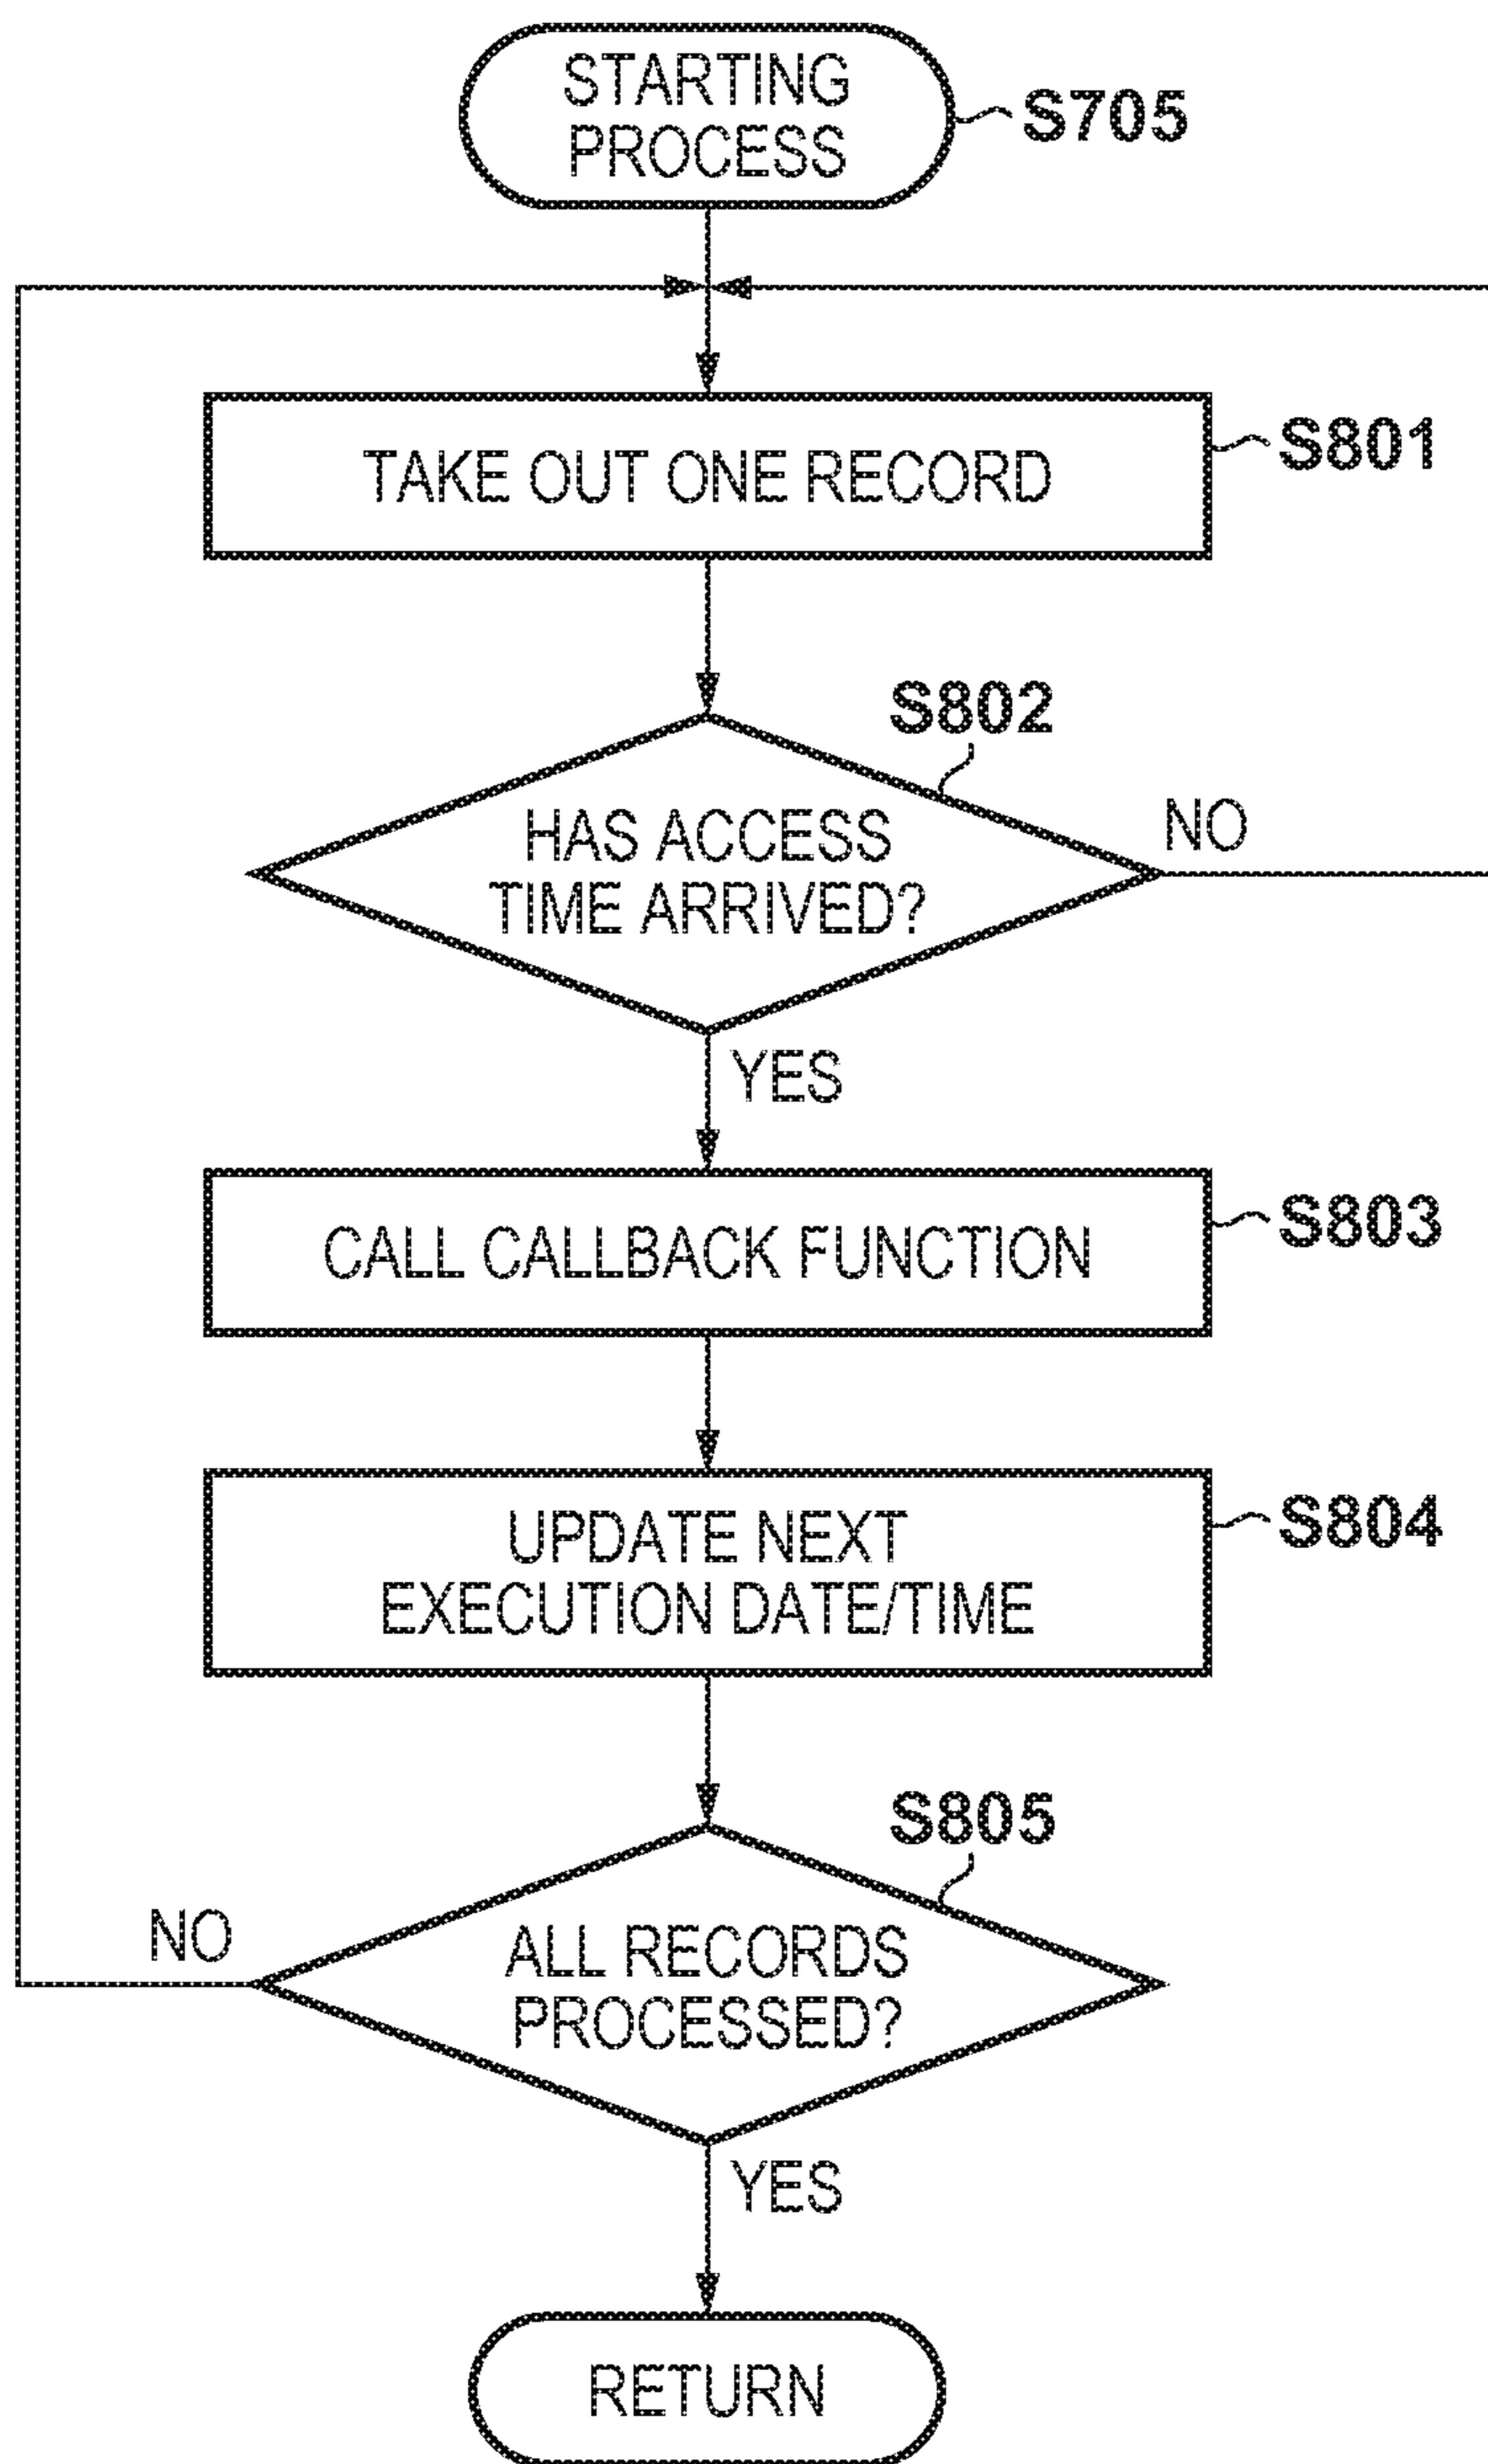 STARTING
PROCESS
S705
TAKE OUT ONE RECORD
S801
S802
HAS ACCESS
TIME ARRIVED?
NO
YES
CALL CALLBACK FUNCTION
S803
UPDATE NEXT
EXECUTION DATE/TIME
S804
S805
ALL RECORDS
PROCESSED?
NO
YES
RETURN